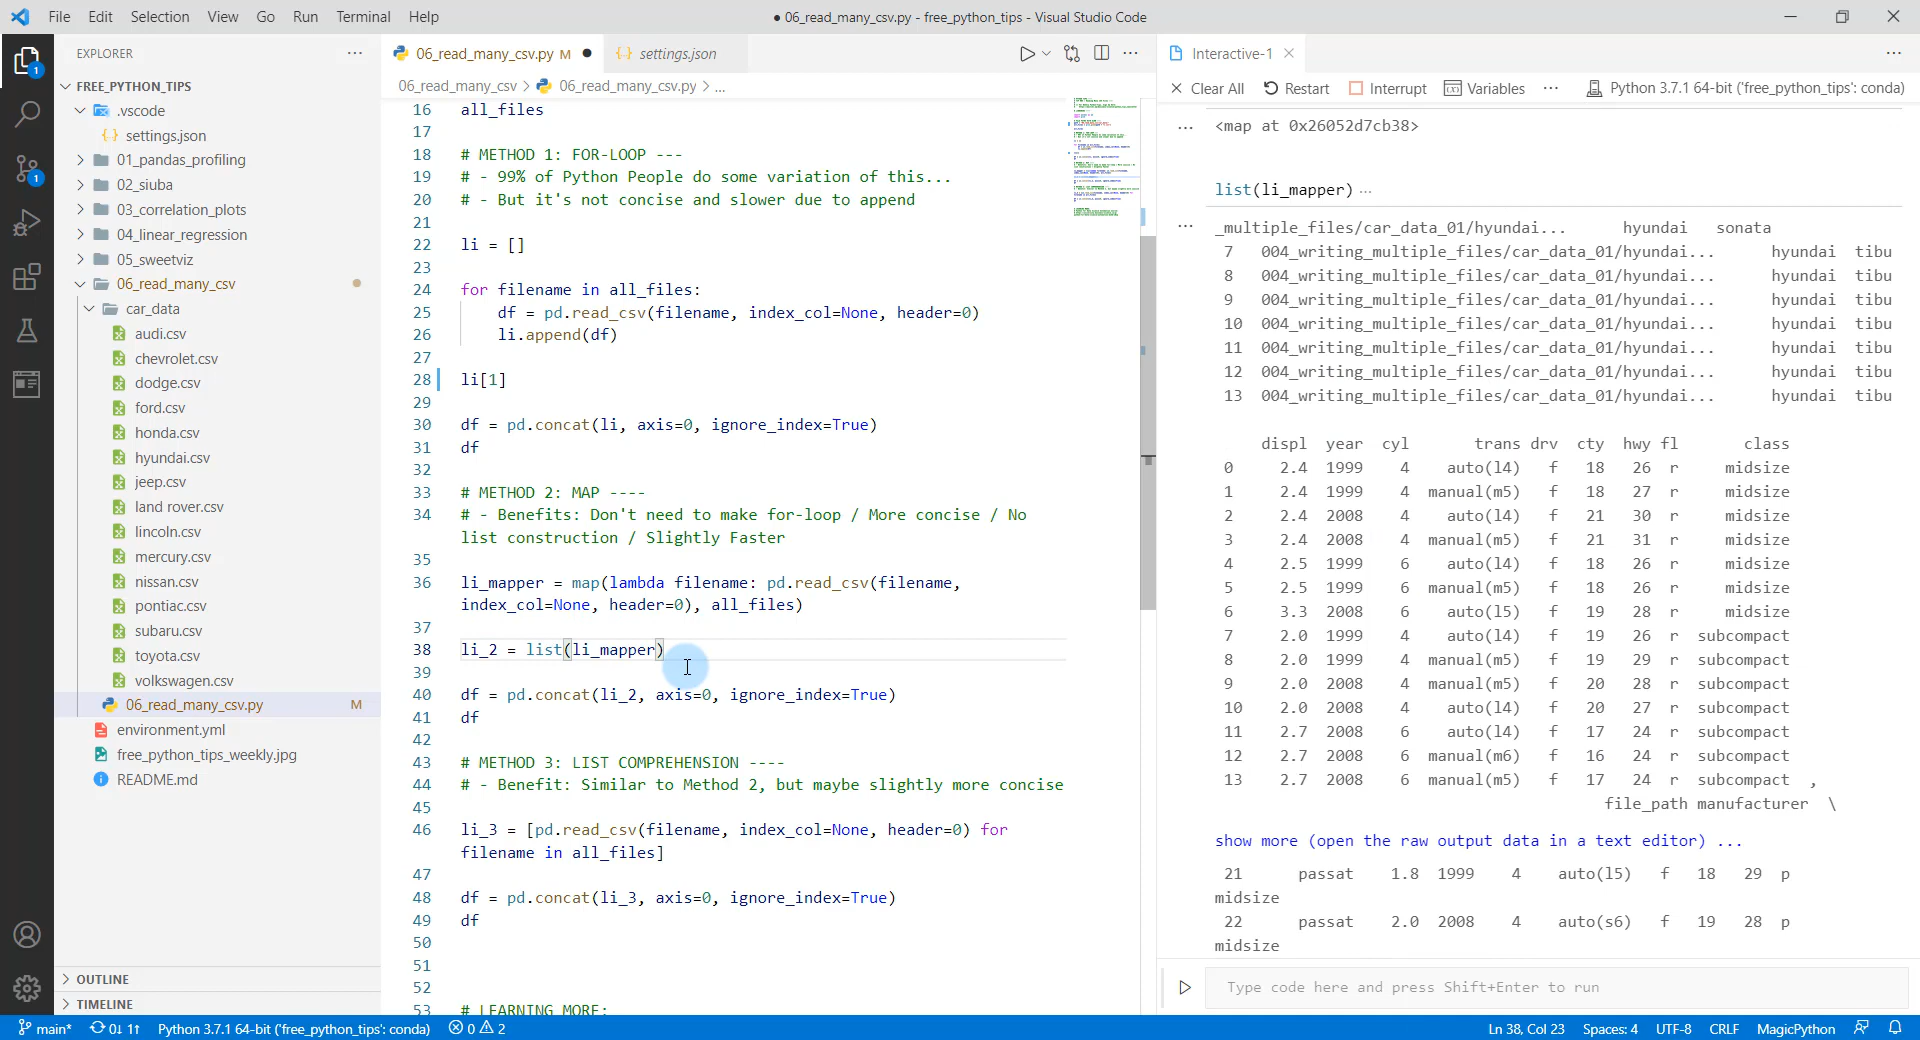 File Edit Selection View Go Run Terminal Help
● 06_read_many_csv.py - free_python_tips - Visual Studio Code
EXPLORER
FREE_PYTHON_TIPS
.vscode
settings.json
01_pandas_profiling
02_siuba
03_correlation_plots
04_linear_regression
05_sweetviz
06_read_many_csv
car_data
audi.csv
chevrolet.csv
dodge.csv
ford.csv
honda.csv
hyundai.csv
jeep.csv
land rover.csv
lincoln.csv
mercury.csv
nissan.csv
pontiac.csv
subaru.csv
toyota.csv
volkswagen.csv
06_read_many_csv.py M
environment.yml
free_python_tips_weekly.jpg
README.md
OUTLINE
TIMELINE
1
1
06_read_many_csv.py M ● settings.json
06_read_many_csv > 06_read_many_csv.py > ...
16 all_files
17
18 # METHOD 1: FOR-LOOP ---
19 # - 99% of Python People do some variation of this...
20 # - But it's not concise and slower due to append
21
22 li = []
23
24 for filename in all_files:
25 df = pd.read_csv(filename, index_col=None, header=0)
26 li.append(df)
27
28 li[1]
29
30 df = pd.concat(li, axis=0, ignore_index=True)
31 df
32
33 # METHOD 2: MAP ----
34 # - Benefits: Don't need to make for-loop / More concise / No
list construction / Slightly Faster
35
36 li_mapper = map(lambda filename: pd.read_csv(filename,
index_col=None, header=0), all_files)
37
38 li_2 = list(li_mapper)
39
40 df = pd.concat(li_2, axis=0, ignore_index=True)
41 df
42
43 # METHOD 3: LIST COMPREHENSION ----
44 # - Benefit: Similar to Method 2, but maybe slightly more concise
45
46 li_3 = [pd.read_csv(filename, index_col=None, header=0) for
filename in all_files]
47
48 df = pd.concat(li_3, axis=0, ignore_index=True)
49 df
50
51
52
53 # LEARNING MORE:
Interactive-1
Clear All Restart Interrupt Variables ... Python 3.7.1 64-bit ('free_python_tips': conda)
... <map at 0x26052d7cb38>
list(li_mapper) ...
... _multiple_files/car_data_01/hyundai... hyundai sonata
7 004_writing_multiple_files/car_data_01/hyundai... hyundai tibu
8 004_writing_multiple_files/car_data_01/hyundai... hyundai tibu
9 004_writing_multiple_files/car_data_01/hyundai... hyundai tibu
10 004_writing_multiple_files/car_data_01/hyundai... hyundai tibu
11 004_writing_multiple_files/car_data_01/hyundai... hyundai tibu
12 004_writing_multiple_files/car_data_01/hyundai... hyundai tibu
13 004_writing_multiple_files/car_data_01/hyundai... hyundai tibu
displ year cyl trans drv cty hwy fl class
0 2.4 1999 4 auto(l4) f 18 26 r midsize
1 2.4 1999 4 manual(m5) f 18 27 r midsize
2 2.4 2008 4 auto(l4) f 21 30 r midsize
3 2.4 2008 4 manual(m5) f 21 31 r midsize
4 2.5 1999 6 auto(l4) f 18 26 r midsize
5 2.5 1999 6 manual(m5) f 18 26 r midsize
6 3.3 2008 6 auto(l5) f 19 28 r midsize
7 2.0 1999 4 auto(l4) f 19 26 r subcompact
8 2.0 1999 4 manual(m5) f 19 29 r subcompact
9 2.0 2008 4 manual(m5) f 20 28 r subcompact
10 2.0 2008 4 auto(l4) f 20 27 r subcompact
11 2.7 2008 6 auto(l4) f 17 24 r subcompact
12 2.7 2008 6 manual(m6) f 16 24 r subcompact
13 2.7 2008 6 manual(m5) f 17 24 r subcompact ,
file_path manufacturer \
show more (open the raw output data in a text editor) ...
21 passat 1.8 1999 4 auto(l5) f 18 29 p
midsize
22 passat 2.0 2008 4 auto(s6) f 19 28 p
midsize
Type code here and press Shift+Enter to run
main* 0↓ 1↑ Python 3.7.1 64-bit ('free_python_tips': conda) 0 2 Ln 38, Col 23 Spaces: 4 UTF-8 CRLF MagicPython